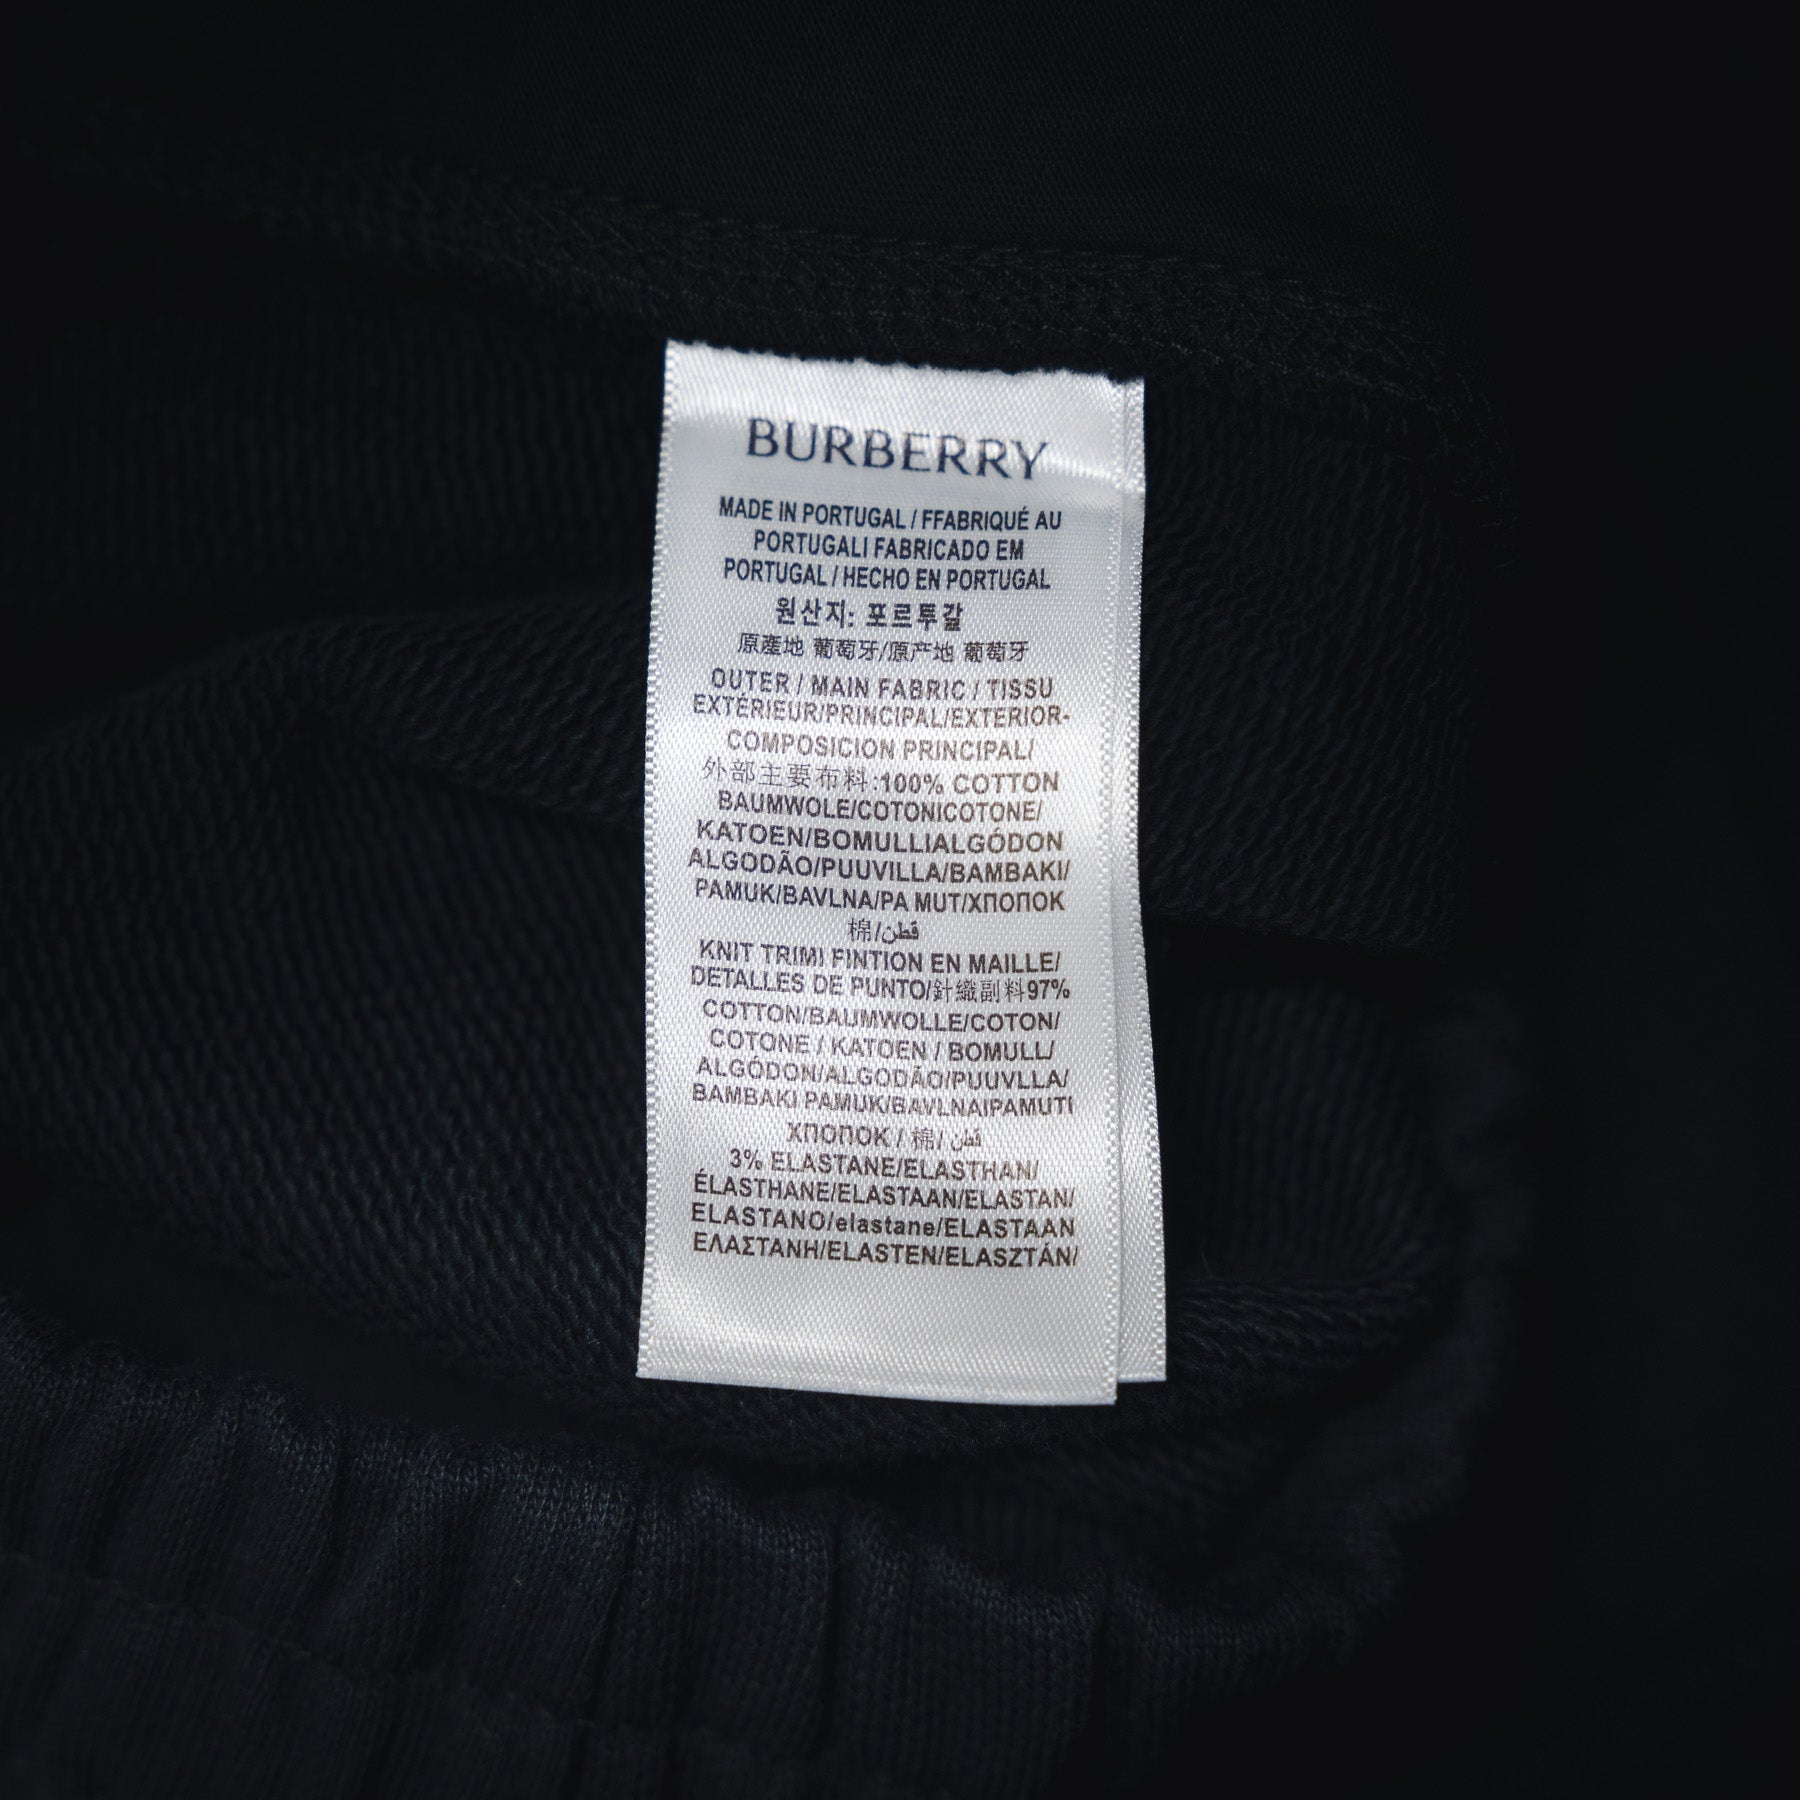 BURBERRY
MADE IN PORTUGAL / FFABRIQUÉ AU
PORTUGALI FABRICADO EM
PORTUGAL / HECHO EN PORTUGAL
원산지: 포르투갈
原產地 葡萄牙/原产地 葡萄牙
OUTER / MAIN FABRIC / TISSU
EXTÉRIEUR/PRINCIPAL/EXTERIOR-
COMPOSICION PRINCIPAL/
外部主要布料:100% COTTON
BAUMWOLE/COTONICOTONE/
KATOEN/BOMULLIALGÓDON
ALGODÃO/PUUVILLA/BAMBAKI/
PAMUK/BAVLNA/PA MUT/ХПОПОК
棉/قطن
KNIT TRIMI FINTION EN MAILLE/
DETALLES DE PUNTO/針織副料97%
COTTON/BAUMWOLLE/COTON/
COTONE / KATOEN / BOMULL/
ALGÓDON/ALGODÃO/PUUVLLA/
BAMBAKI PAMUK/BAVLNAIPAMUTI
ХПОПОК / 棉/ قطن
3% ELASTANE/ELASTHAN/
ÉLASTHANE/ELASTAAN/ELASTAN/
ELASTANO/elastane/ELASTAAN
ΕΛΑΣΤΑΝΗ/ELASTEN/ELASZTÁN/